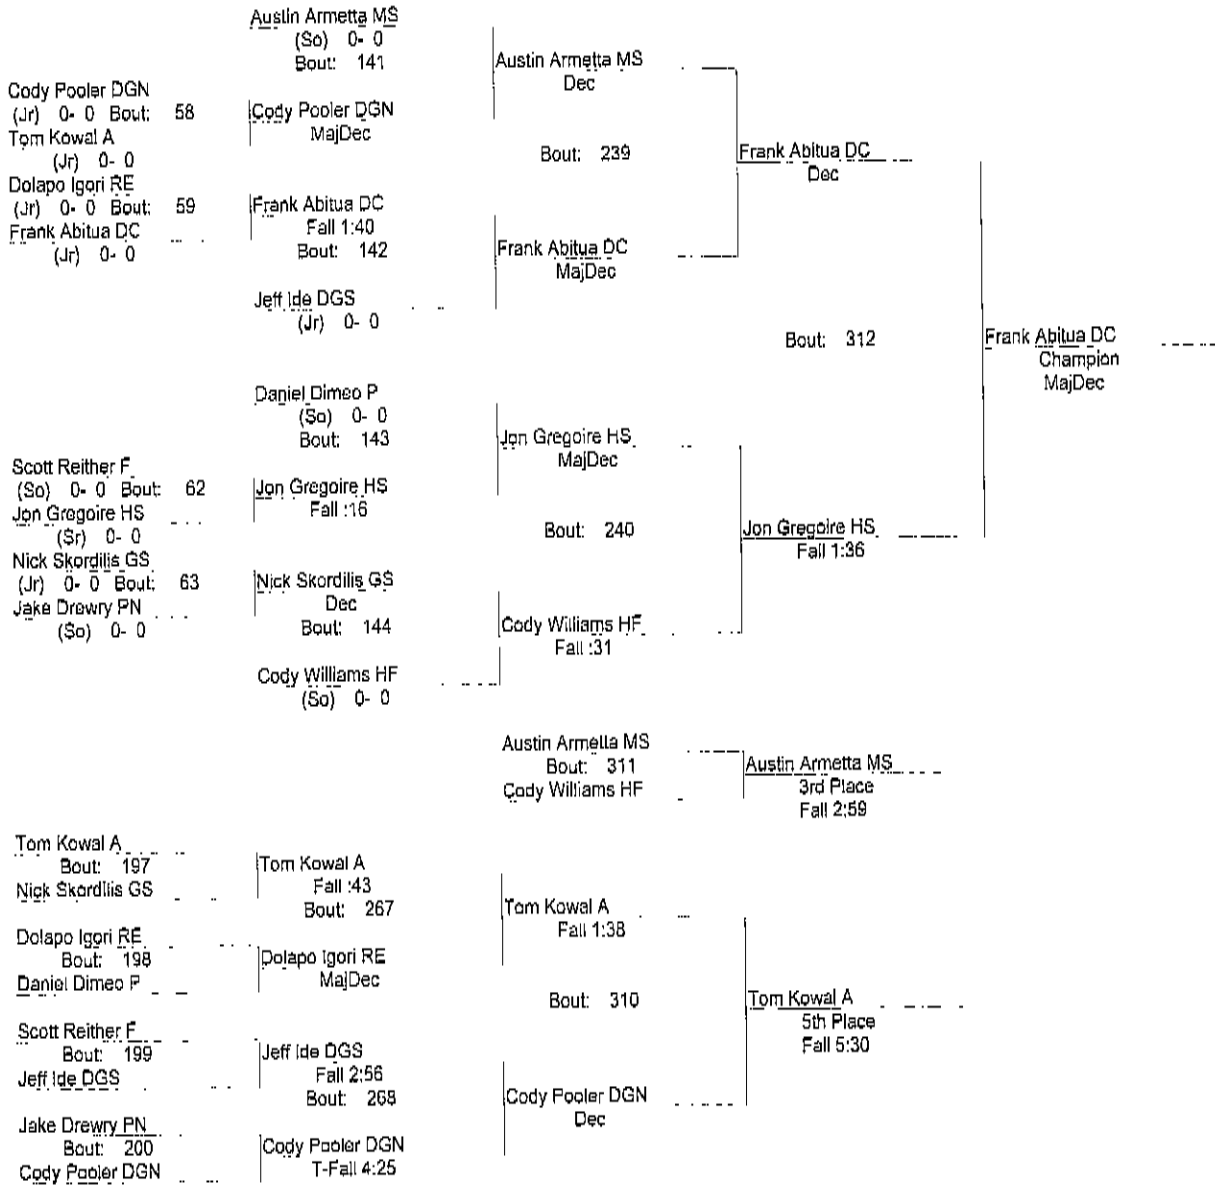 Austin Armetta MS
(So) 0- 0
Bout: 141
Cody Pooler DGN
(Jr) 0- 0 Bout: 58
Tom Kowal A
(Jr) 0- 0
Dolapo Igori RE
(Jr) 0- 0 Bout: 59
Frank Abitua DC
(Jr) 0- 0
Cody Pooler DGN
MajDec
Frank Abitua DC
Fall 1:40
Bout: 142
Jeff Ide DGS
(Jr) 0- 0
Austin Armetta MS
Dec
Bout: 239
Frank Abitua DC
MajDec
Frank Abitua DC
Dec
Bout: 312
Frank Abitua DC
Champion
MajDec
Daniel Dimeo P
(So) 0- 0
Bout: 143
Scott Reither F
(So) 0- 0 Bout: 62
Jon Gregoire HS
(Sr) 0- 0
Nick Skordilis GS
(Jr) 0- 0 Bout: 63
Jake Drewry PN
(So) 0- 0
Jon Gregoire HS
Fall :16
Nick Skordilis GS
Dec
Bout: 144
Cody Williams HF
(So) 0- 0
Jon Gregoire HS
MajDec
Bout: 240
Cody Williams HF
Fall :31
Jon Gregoire HS
Fall 1:36
Austin Armetta MS
Bout: 311
Cody Williams HF
Austin Armetta MS
3rd Place
Fall 2:59
Tom Kowal A
Bout: 197
Nick Skordilis GS
Dolapo Igori RE
Bout: 198
Daniel Dimeo P
Scott Reither F
Bout: 199
Jeff Ide DGS
Jake Drewry PN
Bout: 200
Cody Pooler DGN
Tom Kowal A
Fall :43
Bout: 267
Dolapo Igori RE
MajDec
Jeff Ide DGS
Fall 2:56
Bout: 268
Cody Pooler DGN
T-Fall 4:25
Tom Kowal A
Fall 1:38
Bout: 310
Cody Pooler DGN
Dec
Tom Kowal A
5th Place
Fall 5:30